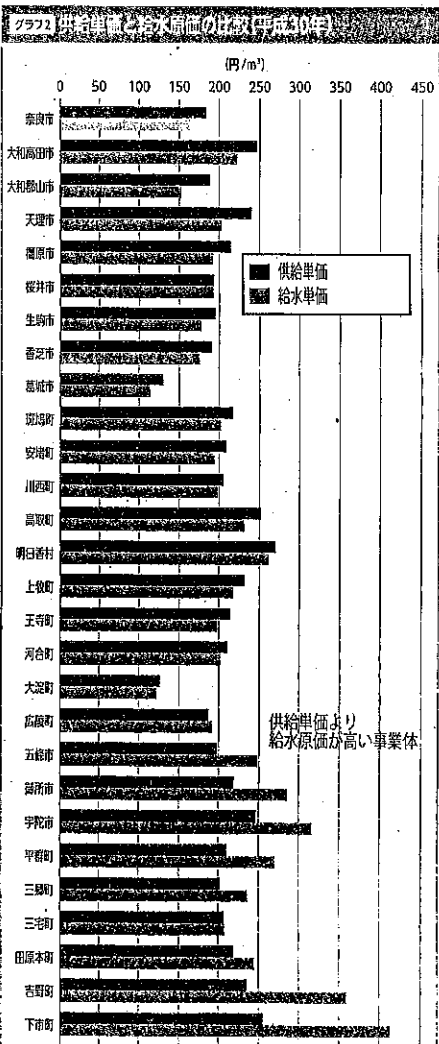 グラフ2 供給単価と給水原価の比較(平成30年)
(円/m³)
0 50 100 150 200 250 300 350 400 450
奈良市
大和高田市
大和郡山市
天理市
橿原市
桜井市
生駒市
香芝市
葛城市
斑鳩町
安堵町
川西町
高取町
明日香村
上牧町
王寺町
河合町
大淀町
広陵町
五條市
御所市
宇陀市
平群町
三郷町
三宅町
田原本町
吉野町
下市町
供給単価
給水単価
供給単価より
給水原価が高い事業体